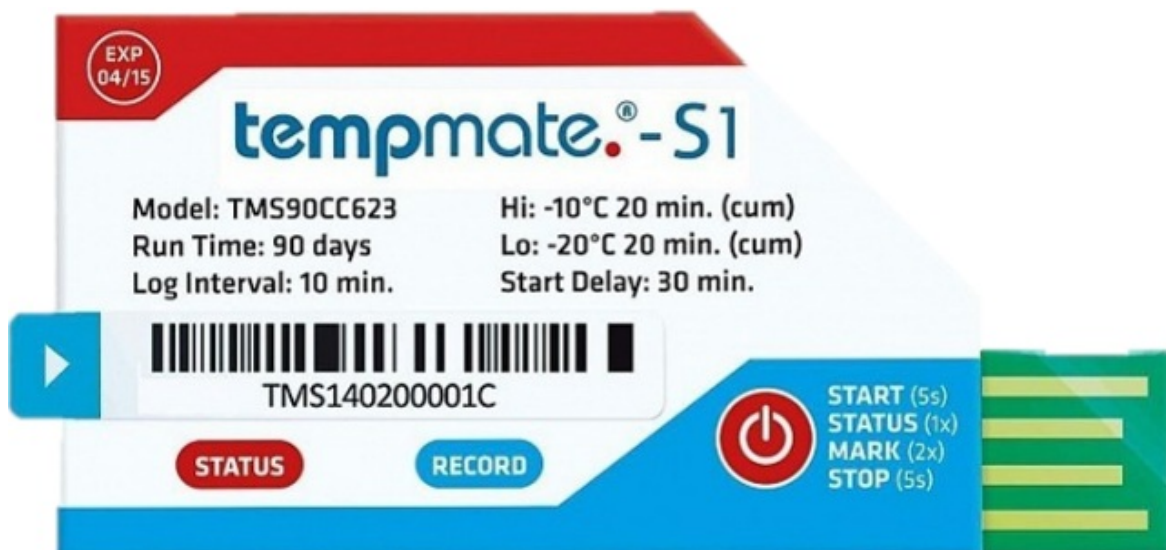 EXP
04/15
tempmate.®-S1
Model: TMS90CC623
Run Time: 90 days
Log Interval: 10 min.
Hi: -10°C 20 min. (cum)
Lo: -20°C 20 min. (cum)
Start Delay: 30 min.
TMS140200001C
STATUS
RECORD
START (5s)
STATUS (1x)
MARK (2x)
STOP (5s)